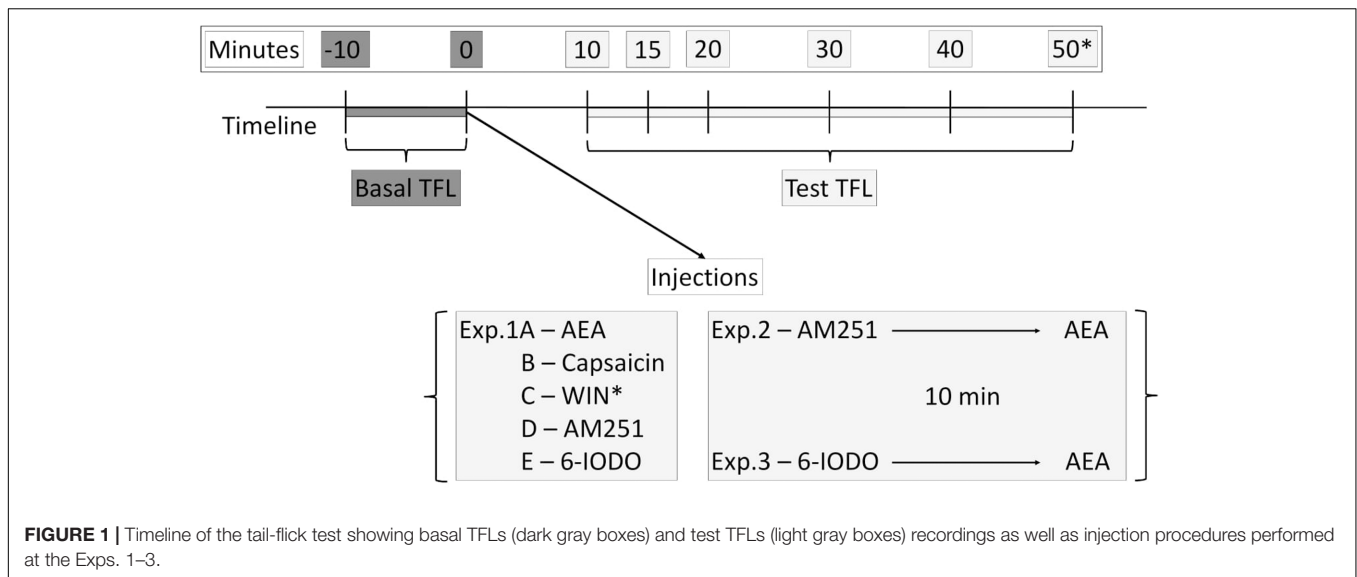 Minutes -10 0 10 15 20 30 40 50*
Timeline
Basal TFL Test TFL
Injections
Exp.1A – AEA
B – Capsaicin
C – WIN*
D – AM251
E – 6-IODO
Exp.2 – AM251 AEA
10 min
Exp.3 – 6-IODO AEA
FIGURE 1 | Timeline of the tail-flick test showing basal TFLs (dark gray boxes) and test TFLs (light gray boxes) recordings as well as injection procedures performed
at the Exps. 1–3.